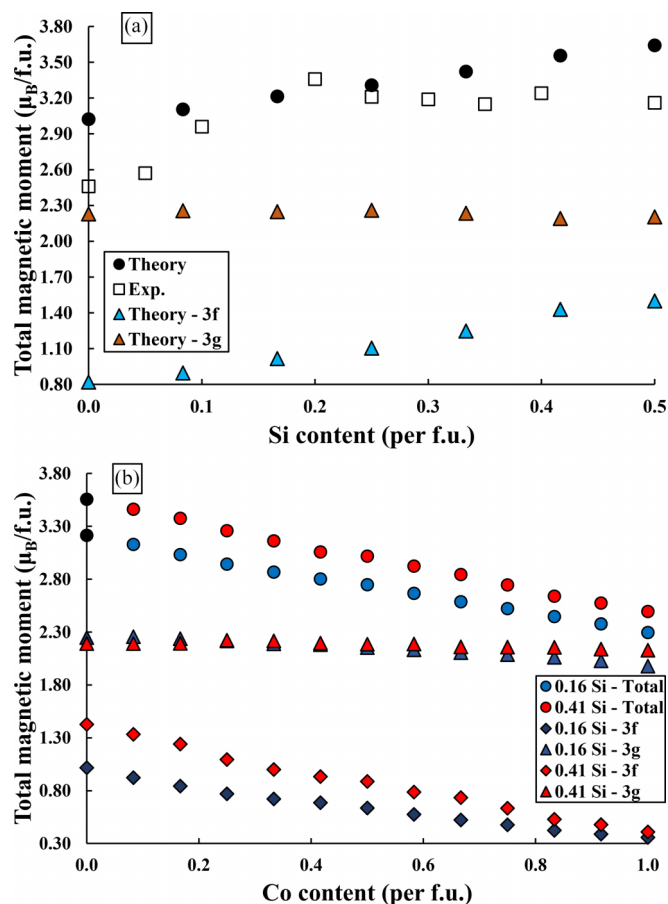 (a)
Total magnetic moment (μB/f.u.)
3.80
3.50
3.20
2.90
2.60
2.30
2.00
1.70
1.40
1.10
0.80
Theory
Exp.
Theory - 3f
Theory - 3g
0.0 0.1 0.2 0.3 0.4 0.5
Si content (per f.u.)
(b)
Total magnetic moment (μB/f.u.)
3.80
3.30
2.80
2.30
1.80
1.30
0.80
0.30
0.16 Si - Total
0.41 Si - Total
0.16 Si - 3f
0.16 Si - 3g
0.41 Si - 3f
0.41 Si - 3g
0.0 0.2 0.4 0.6 0.8 1.0
Co content (per f.u.)